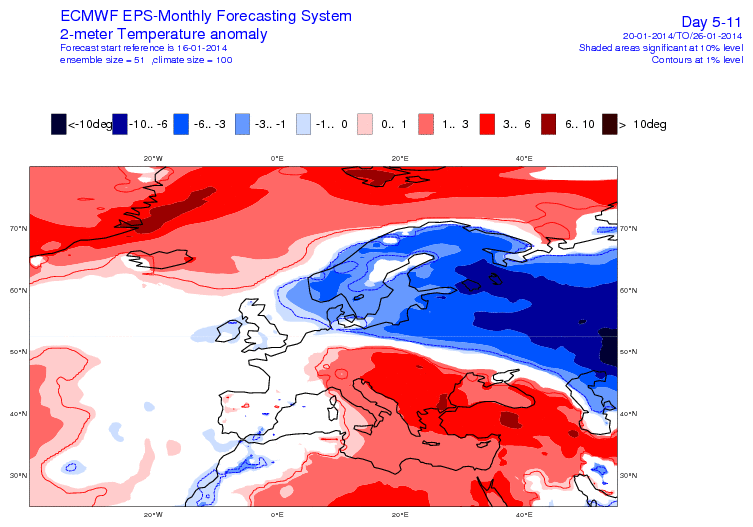 ECMWF EPS-Monthly Forecasting System
2-meter Temperature anomaly
Forecast start reference is 16-01-2014
ensemble size = 51 ,climate size = 100
Day 5-11
20-01-2014/TO/26-01-2014
Shaded areas significant at 10% level
Contours at 1% level
<-10deg -10.. -6 -6.. -3 -3.. -1 -1.. 0 0.. 1 1.. 3 3.. 6 6.. 10 > 10deg
20°W 0°E 20°E 40°E
70°N 70°N
60°N 60°N
50°N 50°N
40°N 40°N
30°N 30°N
20°W 0°E 20°E 40°E